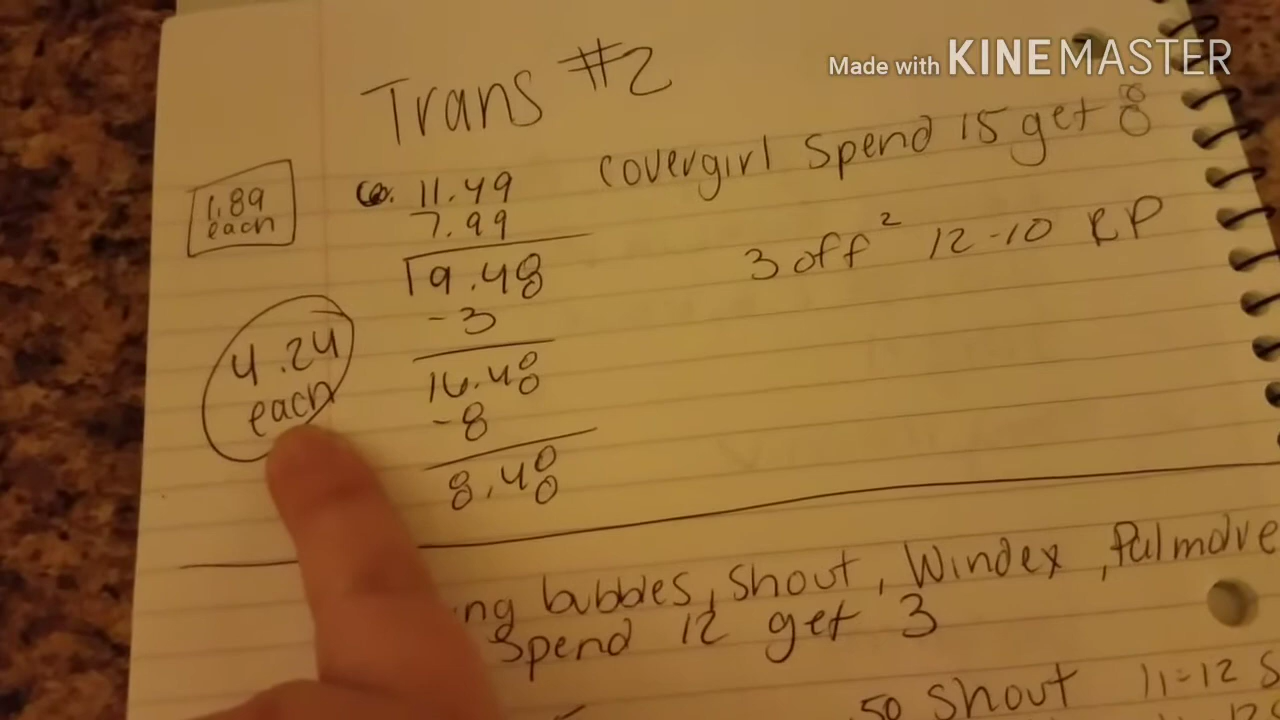 Made with KINEMASTER
Trans #2
covergirl spend 15 get 8
1.89
each
11.49
7.99
19.48
-3
16.48
-8
8.48
3 off 2 12-10 RP
4.24
each
ng bubbles, Shout, Windex, Palmolive
Spend 12 get 3
.50 Shout 11-12 S